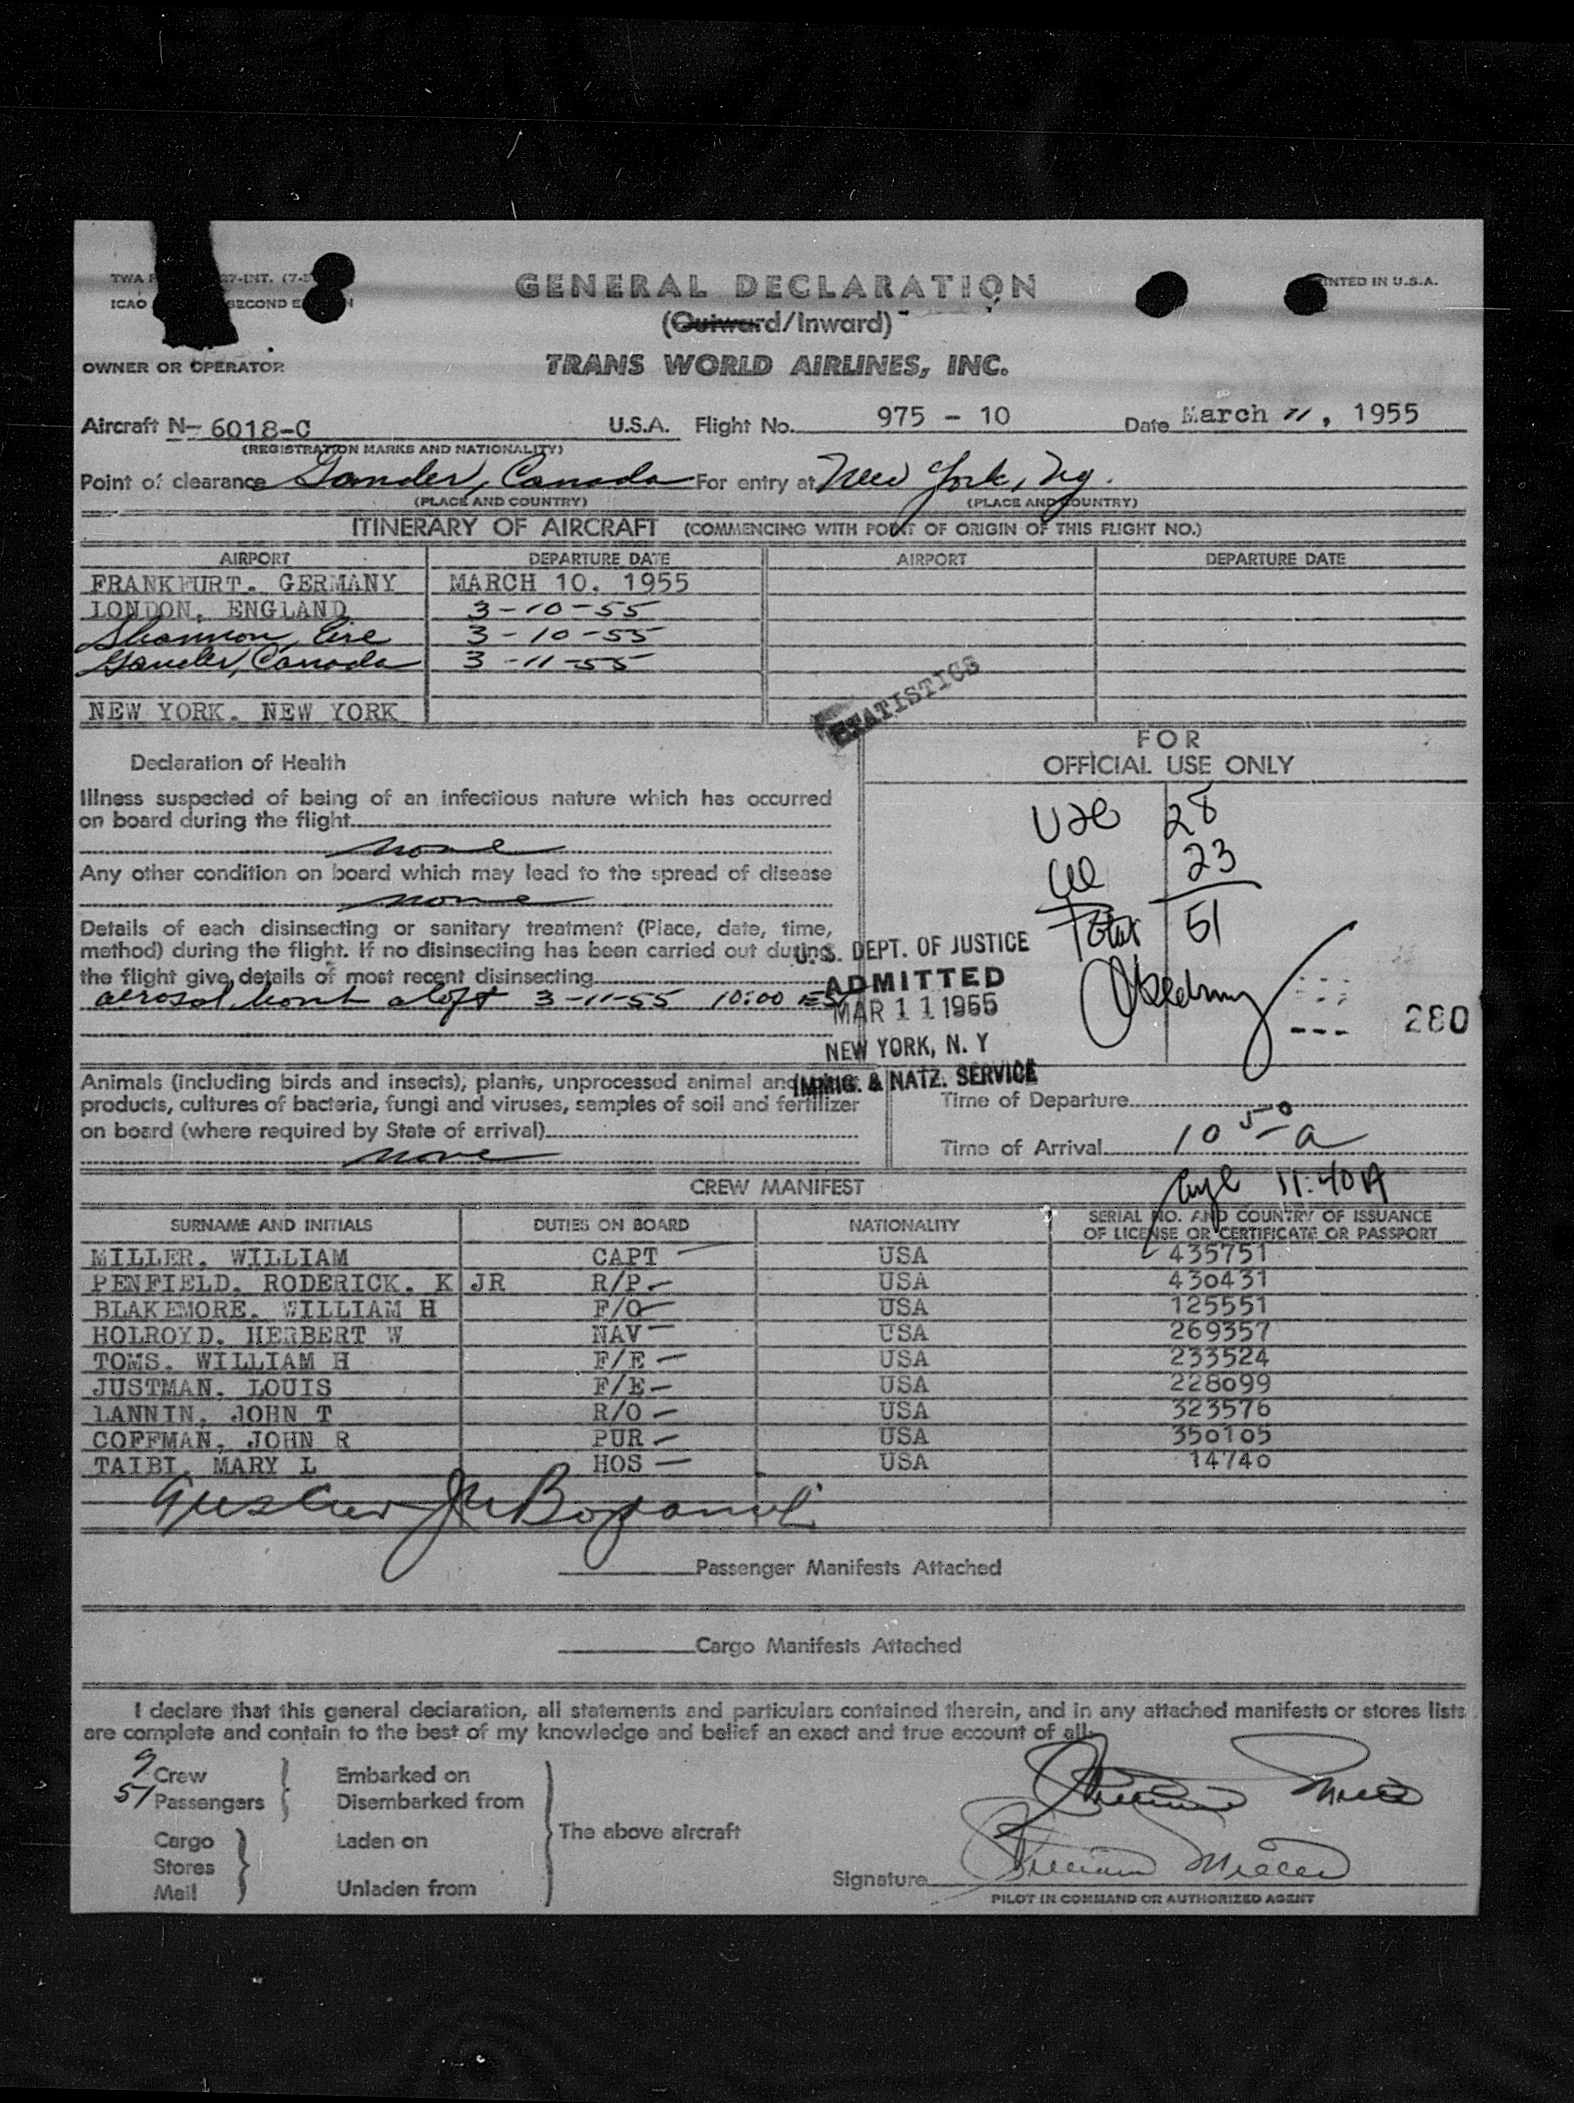 GENERAL DECLARATION
(Outward/Inward)
PRINTED IN U.S.A.
OWNER OR OPERATOR
TRANS WORLD AIRLINES, INC.
Aircraft N- 6018-C U.S.A. Flight No. 975 - 10 Date March 11, 1955
(REGISTRATION MARKS AND NATIONALITY)
Point of clearance Gander, Canada For entry at New York, Ny.
(PLACE AND COUNTRY) (PLACE AND COUNTRY)
ITINERARY OF AIRCRAFT (COMMENCING WITH POINT OF ORIGIN OF THIS FLIGHT NO.)
AIRPORT DEPARTURE DATE AIRPORT DEPARTURE DATE
FRANKFURT. GERMANY MARCH 10. 1955
LONDON. ENGLAND 3-10-55
Shannon, Eire 3-10-55
Gander, Canada 3-11-55
NEW YORK. NEW YORK
STATISTICS
Declaration of Health
Illness suspected of being of an infectious nature which has occurred
on board during the flight
none
Any other condition on board which may lead to the spread of disease
none
Details of each disinsecting or sanitary treatment (Place, date, time,
method) during the flight. If no disinsecting has been carried out during
the flight give details of most recent disinsecting
aerosol bomb aloft 3-11-55 10:00 EST
Animals (including birds and insects), plants, unprocessed animal and
products, cultures of bacteria, fungi and viruses, samples of soil and fertilizer
on board (where required by State of arrival)
none
FOR
OFFICIAL USE ONLY
28
23
Total 51
U.S. DEPT. OF JUSTICE
ADMITTED
MAR 11 1955
NEW YORK, N. Y
IMMIG. & NATZ. SERVICE
280
Time of Departure
Time of Arrival 10 50 a
11:40A
CREW MANIFEST
SURNAME AND INITIALS DUTIES ON BOARD NATIONALITY SERIAL NO. AND COUNTRY OF ISSUANCE
OF LICENSE OR CERTIFICATE OR PASSPORT
MILLER. WILLIAM CAPT USA 435751
PENFIELD. RODERICK. K JR R/P USA 430431
BLAKEMORE. WILLIAM H F/O USA 125551
HOLROYD. HERBERT W NAV USA 269357
TOMS. WILLIAM H F/E USA 233524
JUSTMAN. LOUIS F/E USA 228099
LANNIN. JOHN T R/O USA 323576
COFFMAN. JOHN R PUR USA 350105
TAIBI. MARY L HOS USA 14740
Passenger Manifests Attached
Cargo Manifests Attached
I declare that this general declaration, all statements and particulars contained therein, and in any attached manifests or stores lists
are complete and contain to the best of my knowledge and belief an exact and true account of all:
9 Crew Embarked on
51 Passengers Disembarked from
The above aircraft
Cargo Laden on
Stores
Mail Unladen from
William Miller
Signature William Miller
PILOT IN COMMAND OR AUTHORIZED AGENT